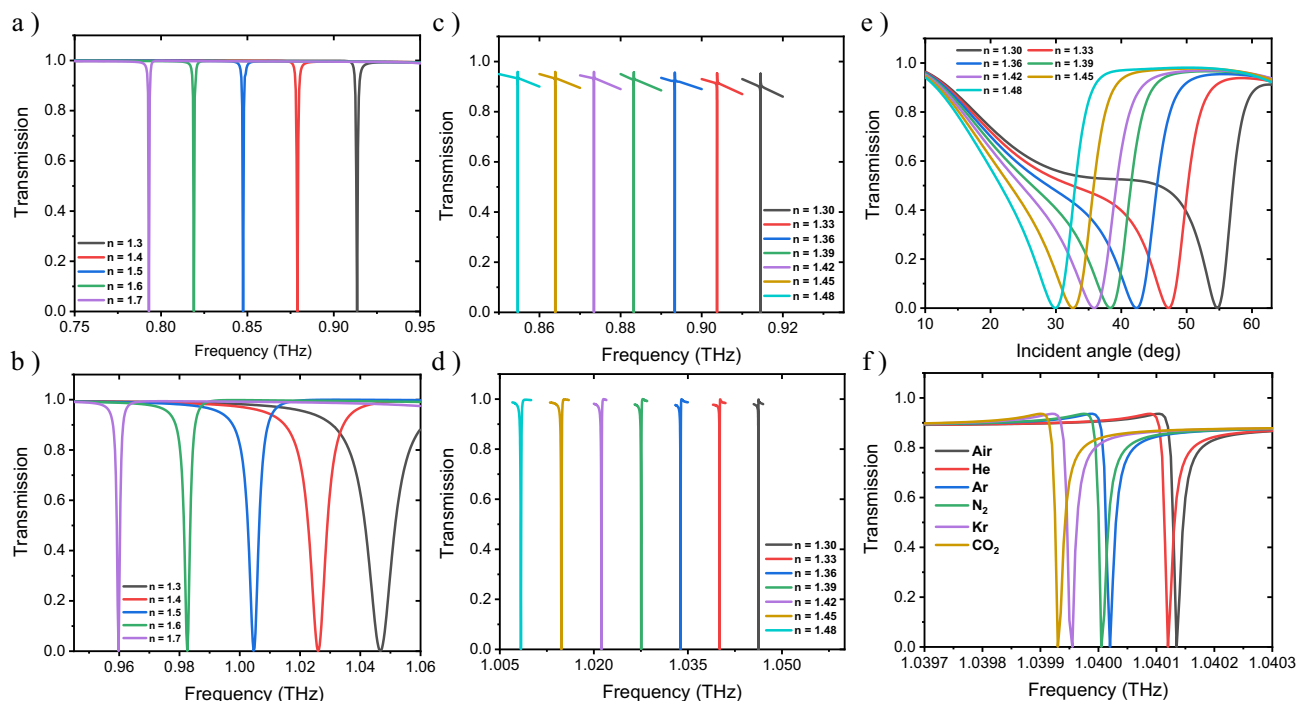 a )
1.0
0.8
0.6
0.4
0.2
0.0
Transmission
n = 1.3
n = 1.4
n = 1.5
n = 1.6
n = 1.7
0.75
0.80
0.85
0.90
0.95
Frequency (THz)
b )
1.0
0.8
0.6
0.4
0.2
0.0
Transmission
n = 1.3
n = 1.4
n = 1.5
n = 1.6
n = 1.7
0.96
0.98
1.00
1.02
1.04
1.06
Frequency (THz)
c )
1.0
0.8
0.6
0.4
0.2
0.0
Transmission
n = 1.30
n = 1.33
n = 1.36
n = 1.39
n = 1.42
n = 1.45
n = 1.48
0.86
0.88
0.90
0.92
Frequency (THz)
d )
1.0
0.8
0.6
0.4
0.2
0.0
Transmission
n = 1.30
n = 1.33
n = 1.36
n = 1.39
n = 1.42
n = 1.45
n = 1.48
1.005
1.020
1.035
1.050
Frequency (THz)
e )
n = 1.30
n = 1.33
n = 1.36
n = 1.39
n = 1.42
n = 1.45
n = 1.48
1.0
0.8
0.6
0.4
0.2
0.0
Transmission
10
20
30
40
50
60
Incident angle (deg)
f )
1.0
0.8
0.6
0.4
0.2
0.0
Transmission
Air
He
Ar
N₂
Kr
CO₂
1.0397
1.0398
1.0399
1.0400
1.0401
1.0402
1.0403
Frequency (THz)